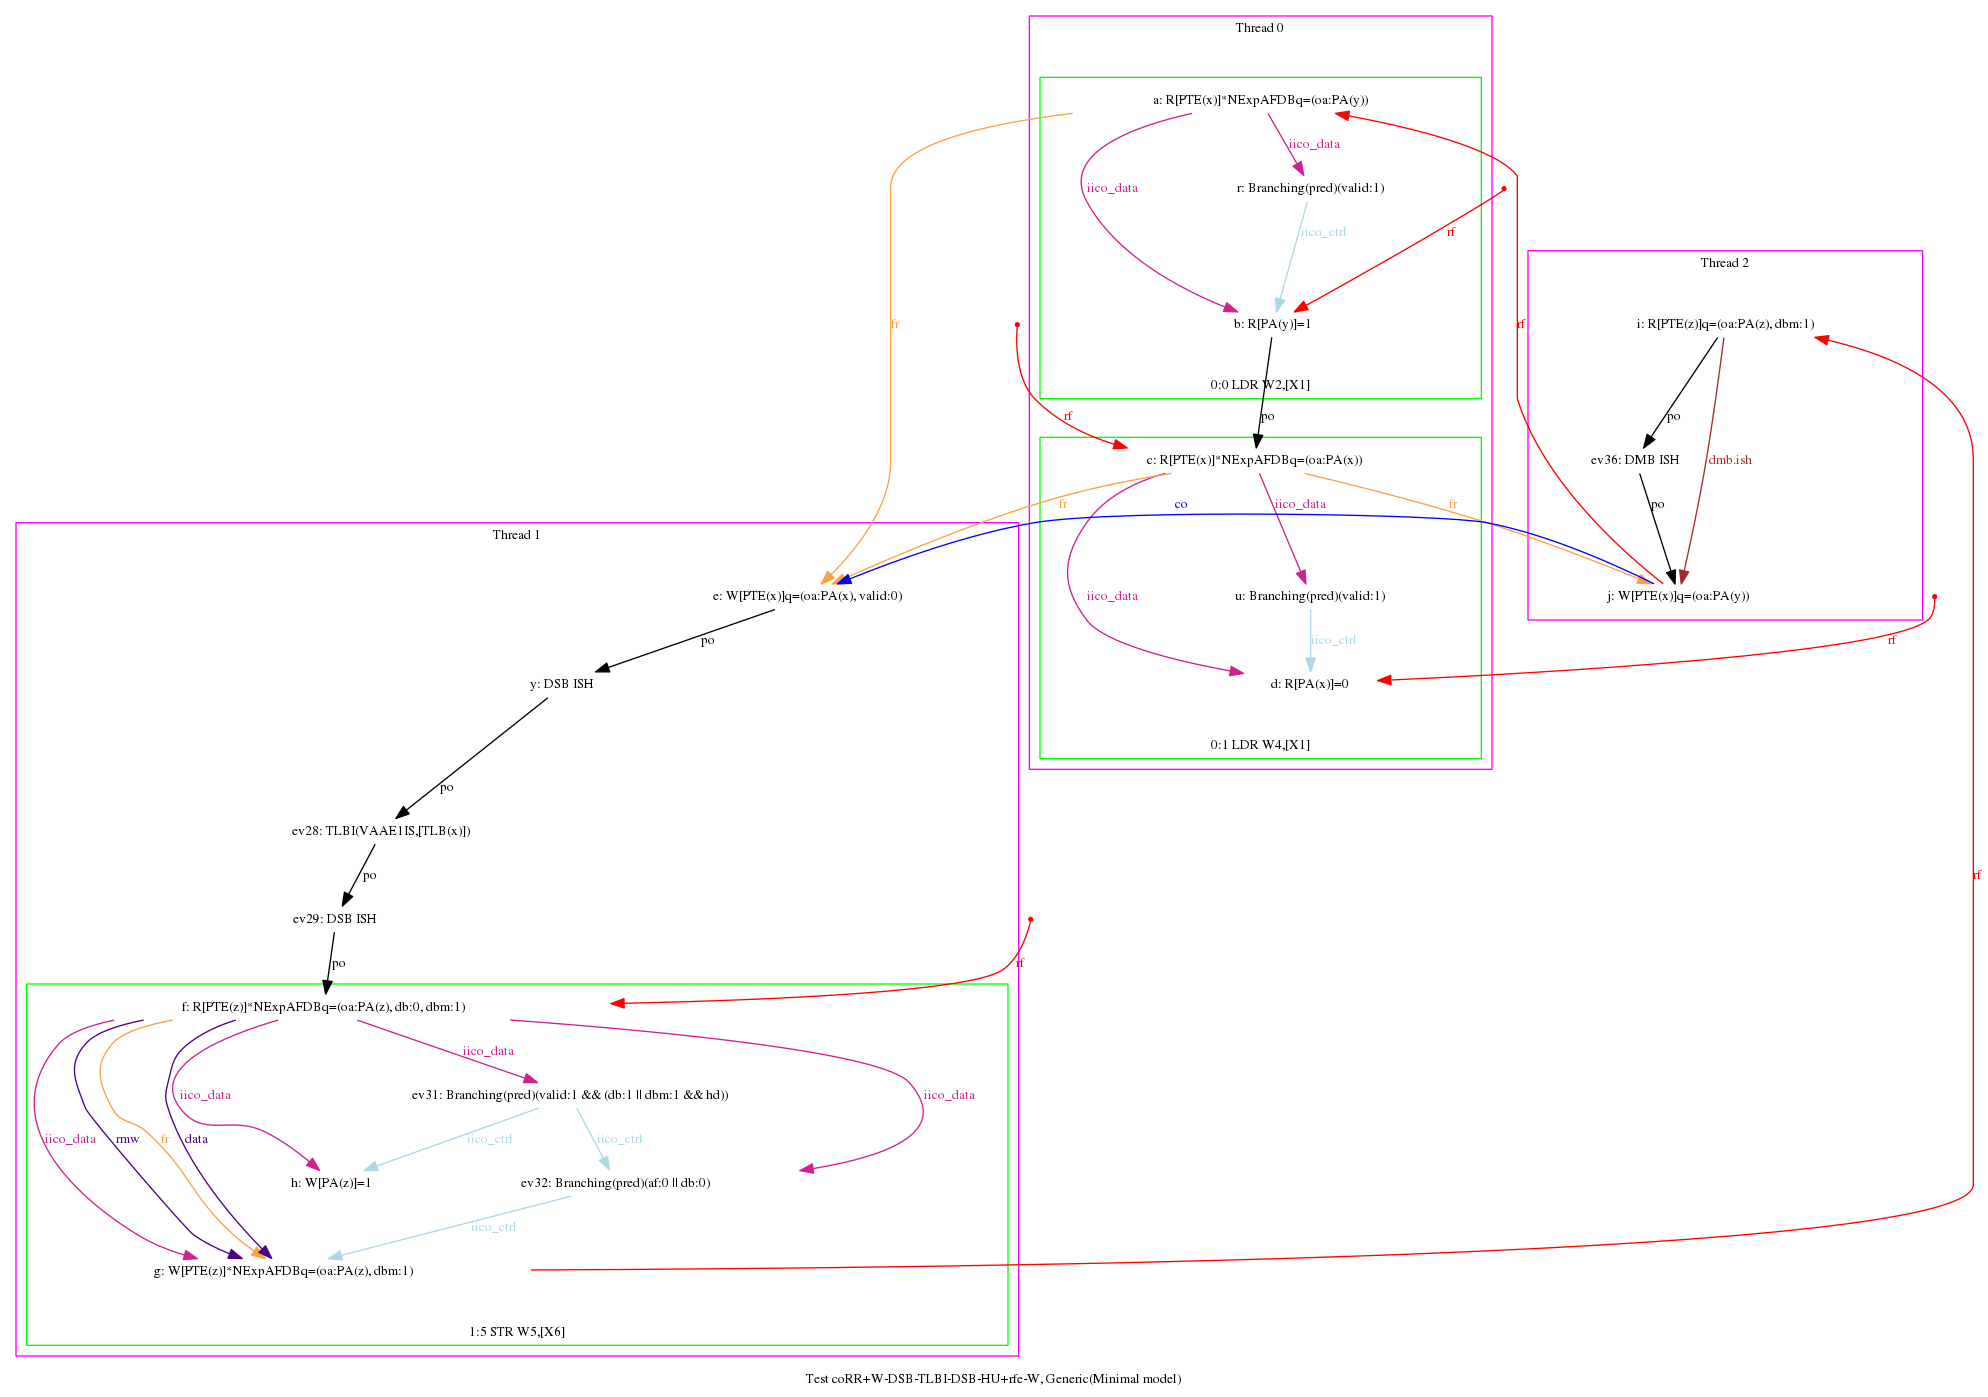 Thread 0
a: R[PTE(x)]*NExpAFDBq=(oa:PA(y))
iico_data
iico_data
r: Branching(pred)(valid:1)
iico_ctrl
rf
Thread 2
fr
b: R[PA(y)]=1
rf
i: R[PTE(z)]q=(oa:PA(z), dbm:1)
0:0 LDR W2,[X1]
rf
po
po
c: R[PTE(x)]*NExpAFDBq=(oa:PA(x))
ev36: DMB ISH
dmb.ish
fr
co
iico_data
fr
po
Thread 1
e: W[PTE(x)]q=(oa:PA(x), valid:0)
iico_data
u: Branching(pred)(valid:1)
j: W[PTE(x)]q=(oa:PA(y))
po
iico_ctrl
rf
y: DSB ISH
d: R[PA(x)]=0
0:1 LDR W4,[X1]
po
ev28: TLBI(VAAE1IS,[TLB(x)])
po
rf
ev29: DSB ISH
po
rf
f: R[PTE(z)]*NExpAFDBq=(oa:PA(z), db:0, dbm:1)
iico_data
iico_data
ev31: Branching(pred)(valid:1 && (db:1 || dbm:1 && hd))
iico_data
iico_data
rmw
fr
data
iico_ctrl
iico_ctrl
h: W[PA(z)]=1
ev32: Branching(pred)(af:0 || db:0)
iico_ctrl
g: W[PTE(z)]*NExpAFDBq=(oa:PA(z), dbm:1)
1:5 STR W5,[X6]
Test coRR+W-DSB-TLBI-DSB-HU+rfe-W, Generic(Minimal model)